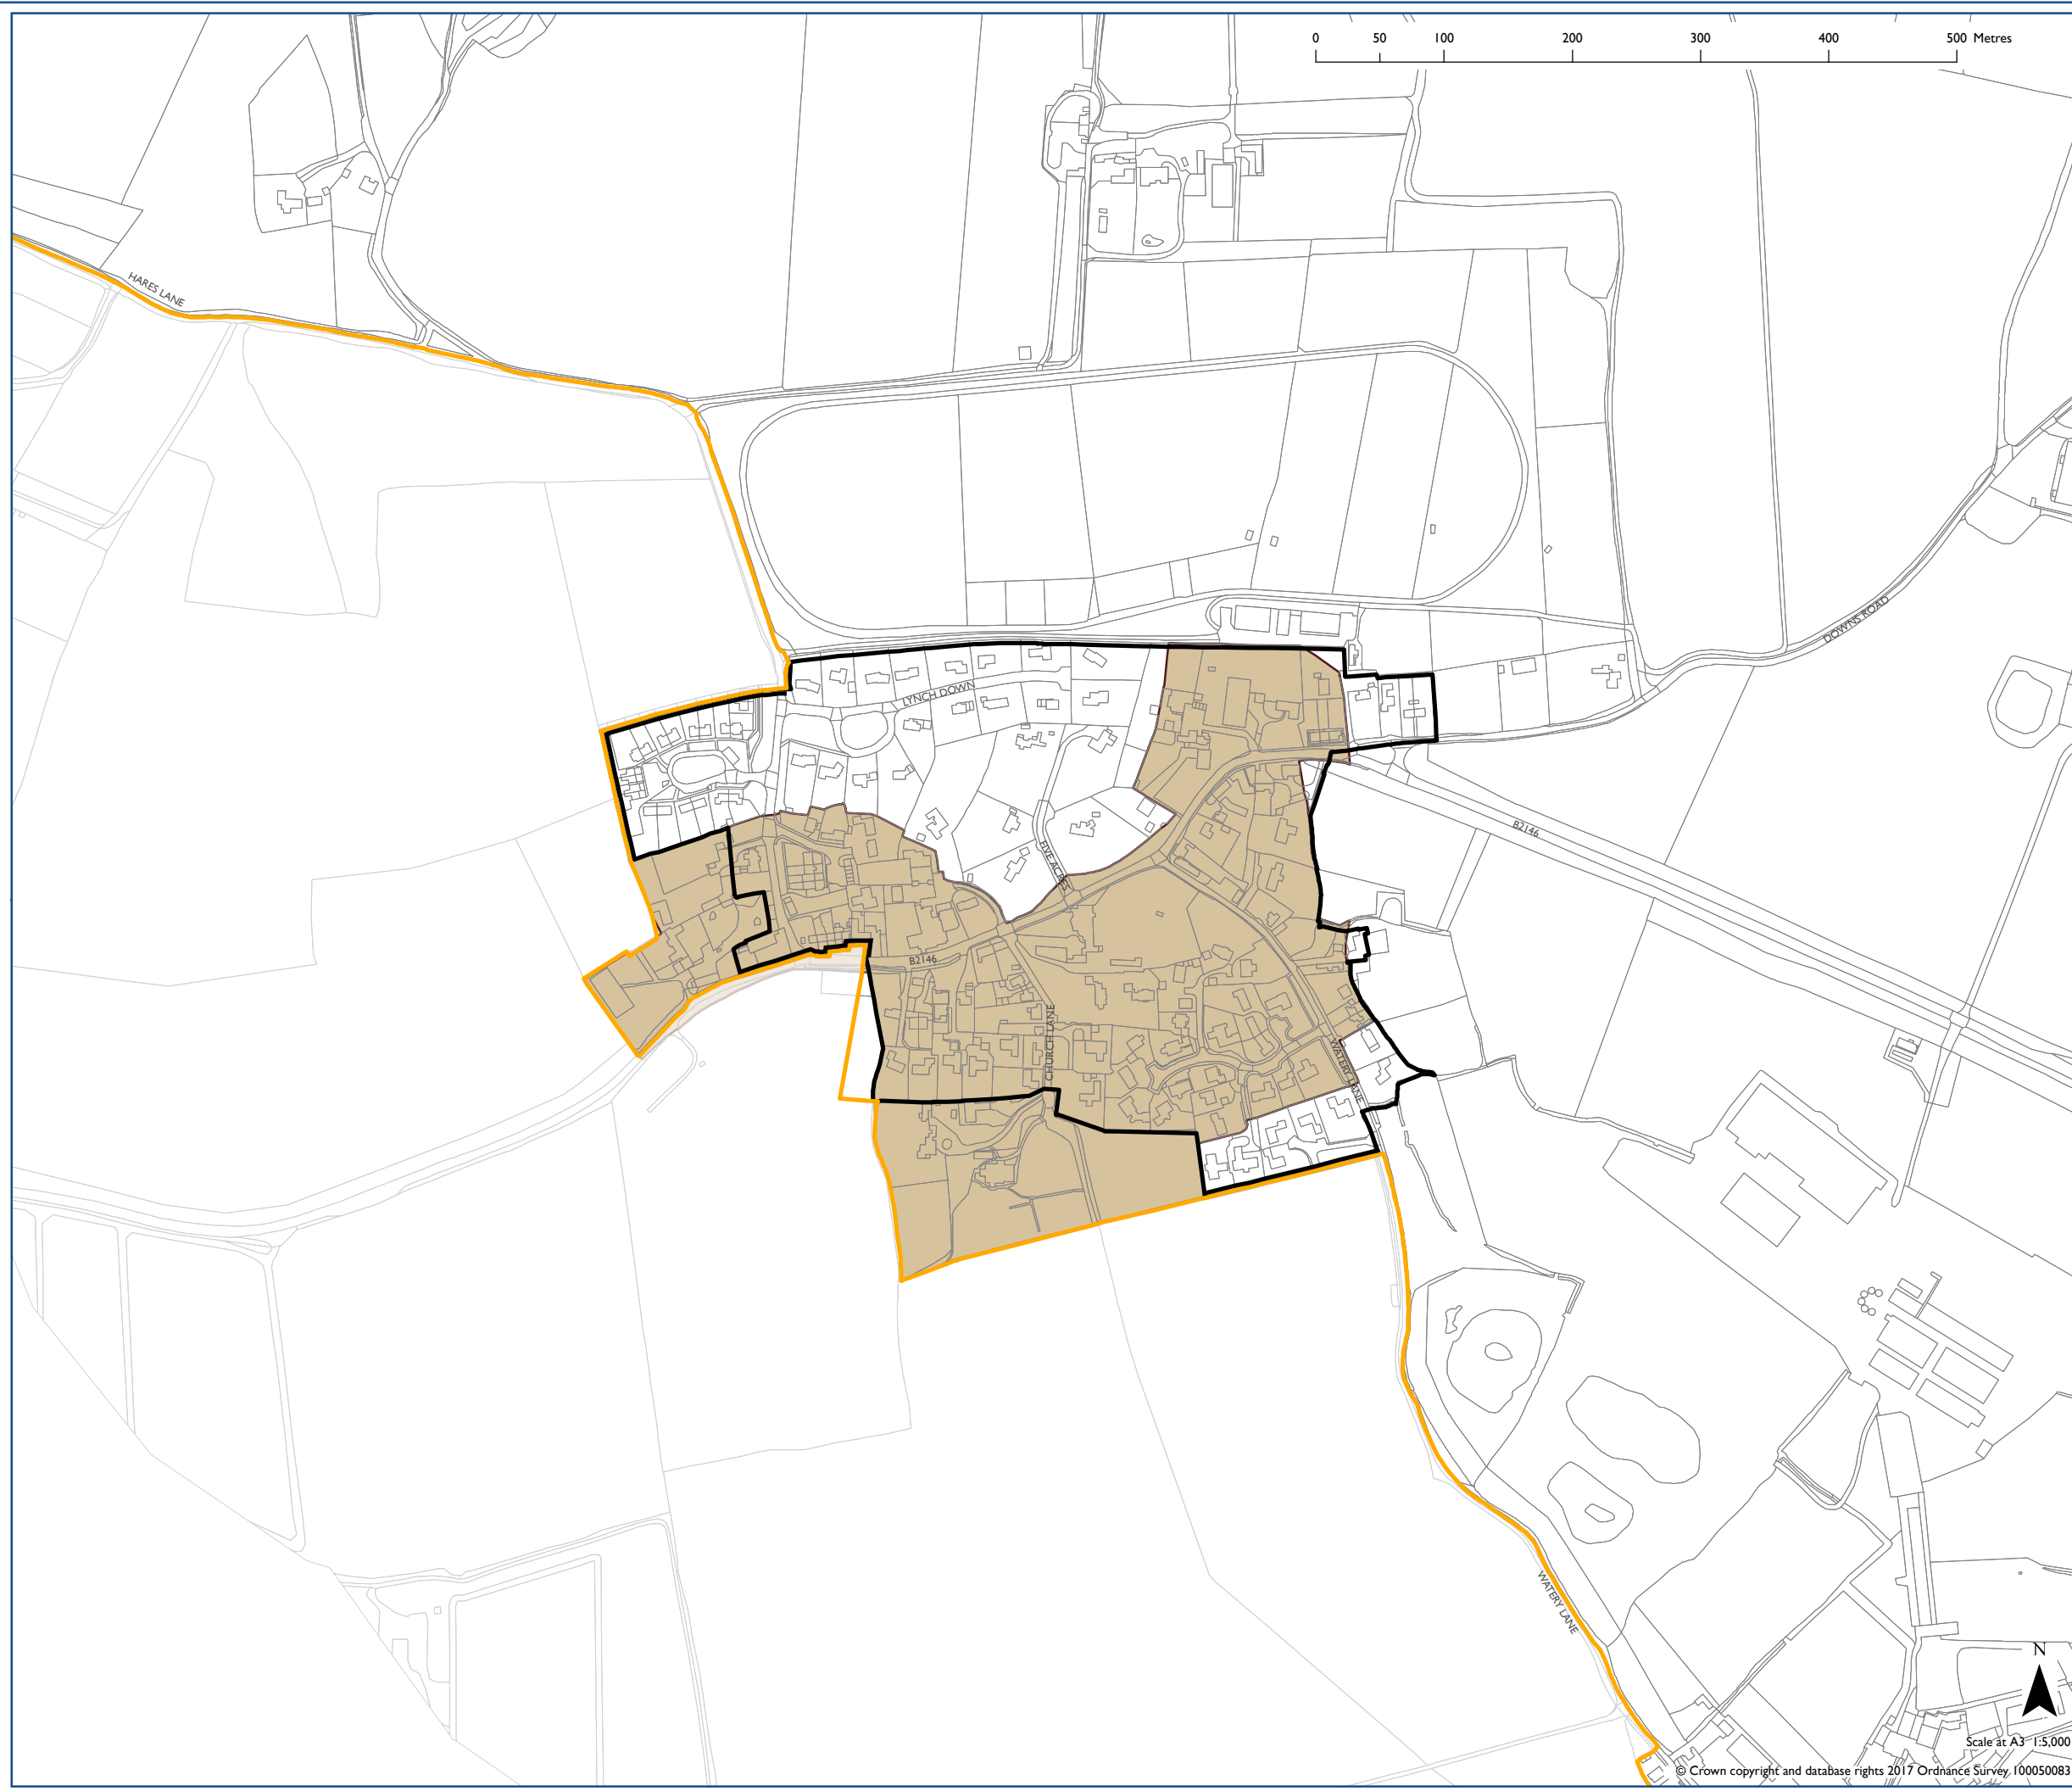 0 50 100 200 300 400 500 Metres
HARES LANE
DOWNS ROAD
LYNCH DOWN
B2146
FIVE ACRES
B2146
CHURCH LANE
WATERY LANE
WATERY LANE
N
Scale at A3 1:5,000
© Crown copyright and database rights 2017 Ordnance Survey 100050083